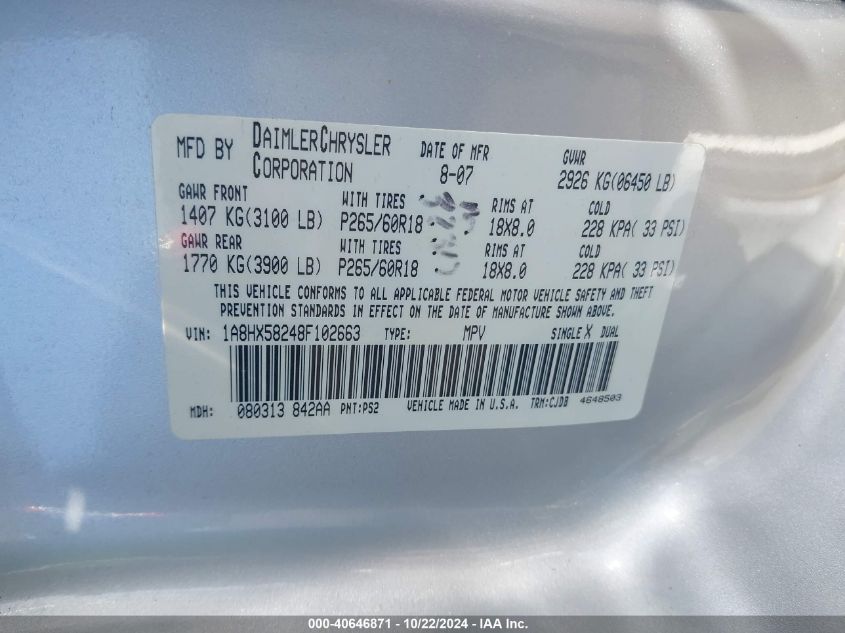 MFD BY DAIMLERCHRYSLER CORPORATION DATE OF MFR 8-07 GVWR 2926 KG(06450 LB)
GAWR FRONT WITH TIRES RIMS AT COLD
1407 KG(3100 LB) P265/60R18 18X8.0 228 KPA( 33 PSI)
GAWR REAR WITH TIRES RIMS AT COLD
1770 KG(3900 LB) P265/60R18 18X8.0 228 KPA( 33 PSI)
THIS VEHICLE CONFORMS TO ALL APPLICABLE FEDERAL MOTOR VEHICLE SAFETY AND THEFT
PREVENTION STANDARDS IN EFFECT ON THE DATE OF MANUFACTURE SHOWN ABOVE.
VIN: 1A8HX58248F102663 TYPE: MPV SINGLE X DUAL
MDH: 080313 842AA PNT:PS2 VEHICLE MADE IN U.S.A. TRM:CJDB 4648503
000-40646871 | 10/22/2024 | IAA Inc.